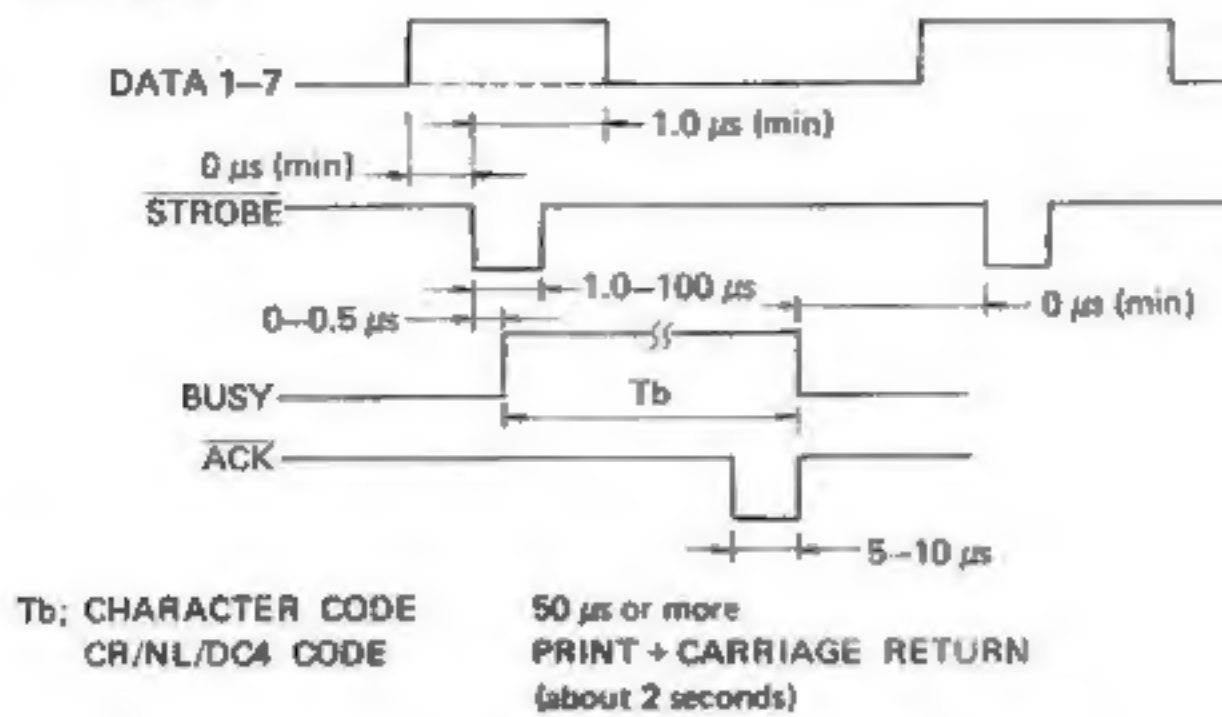 DATA 1–7
1.0 µs (min)
0 µs (min)
STROBE
1.0–100 µs
0 µs (min)
0–0.5 µs
BUSY
Tb
ACK
5–10 µs
Tb; CHARACTER CODE 50 µs or more
CR/NL/DC4 CODE PRINT + CARRIAGE RETURN
(about 2 seconds)